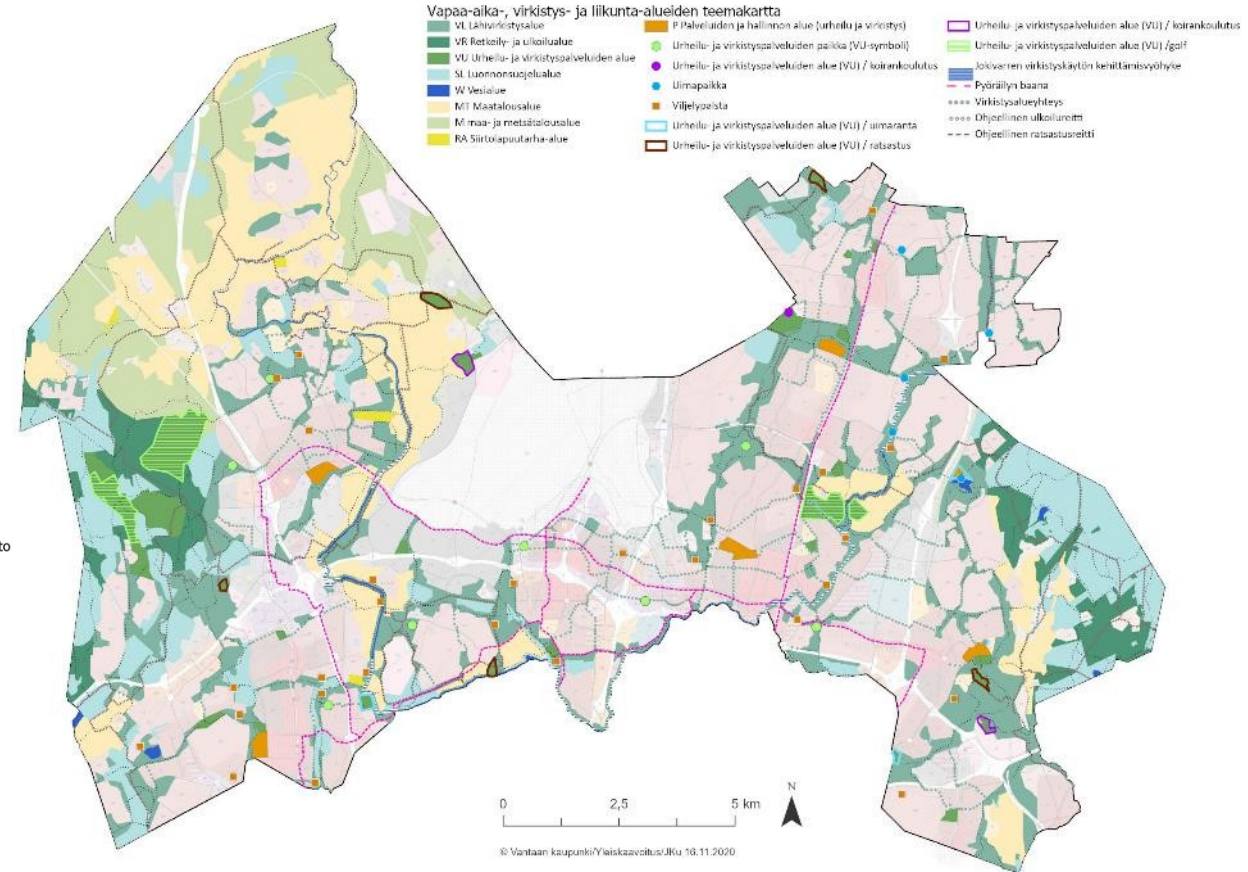 Vapaa-aika-, virkistys- ja liikunta-alueiden teemakartta
VL Lähivirkistysalue
VR Retkeily- ja ulkoilualue
VU Urheilu- ja virkistyspalveluiden alue
SL Luonnonsuojelualue
W Vesialue
MT Maatalousalue
M maa- ja metsätalousalue
RA Siirtolapuutarha-alue
P Palveluiden ja hallinnon alue (urheilu ja virkistys)
Urheilu- ja virkistyspalveluiden paikka (VU-symboli)
Urheilu- ja virkistyspalveluiden alue (VU) / koirankoulutus
Uimapaikka
Viljelypalsta
Urheilu- ja virkistyspalveluiden alue (VU) / uimaranta
Urheilu- ja virkistyspalveluiden alue (VU) / ratsastus
Urheilu- ja virkistyspalveluiden alue (VU) / koirankoulutus
Urheilu- ja virkistyspalveluiden alue (VU) /golf
Jokivarren virkistyskäytön kehittämisvyöhyke
Pyöräilyn baana
Virkistysalueyhteys
Ohjeellinen ulkoilureitti
Ohjeellinen ratsastusreitti
to
N
0 2,5 5 km
© Vantaan kaupunki/Yleiskaavoitus/JKu 16.11.2020